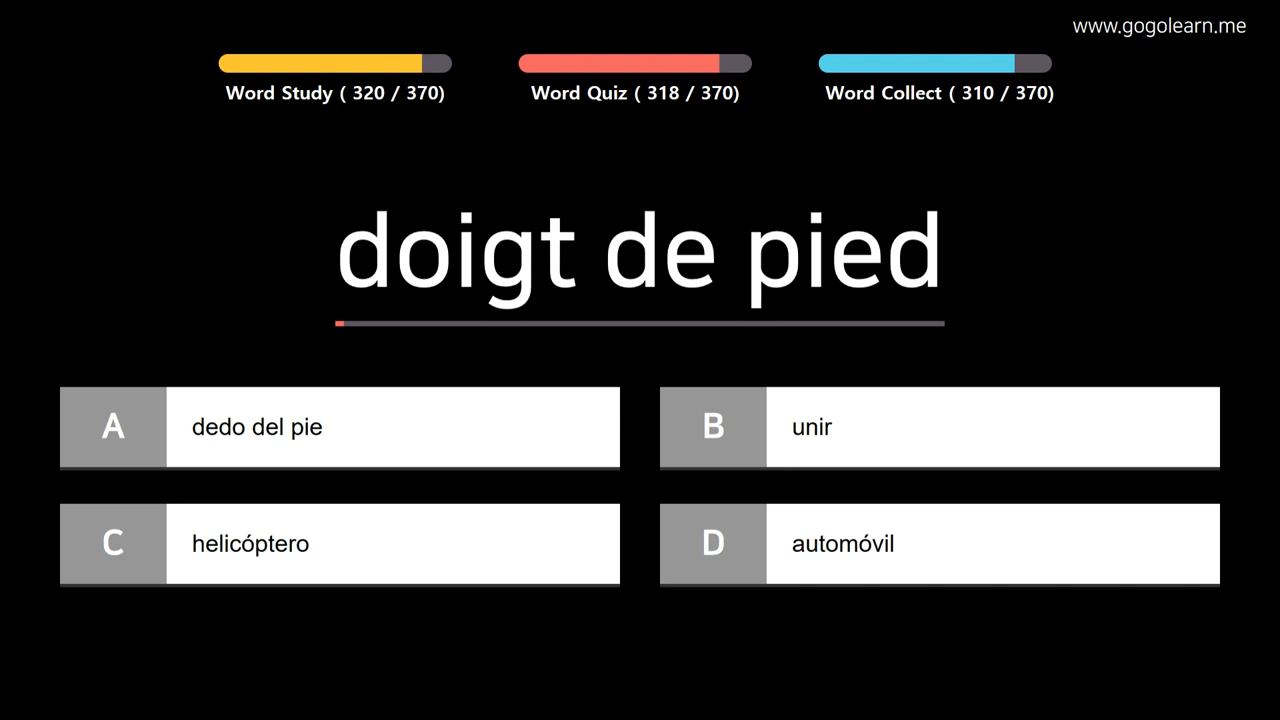 www.gogolearn.me
Word Study ( 320 / 370)
Word Quiz ( 318 / 370)
Word Collect ( 310 / 370)
doigt de pied
A
dedo del pie
B
unir
C
helicóptero
D
automóvil